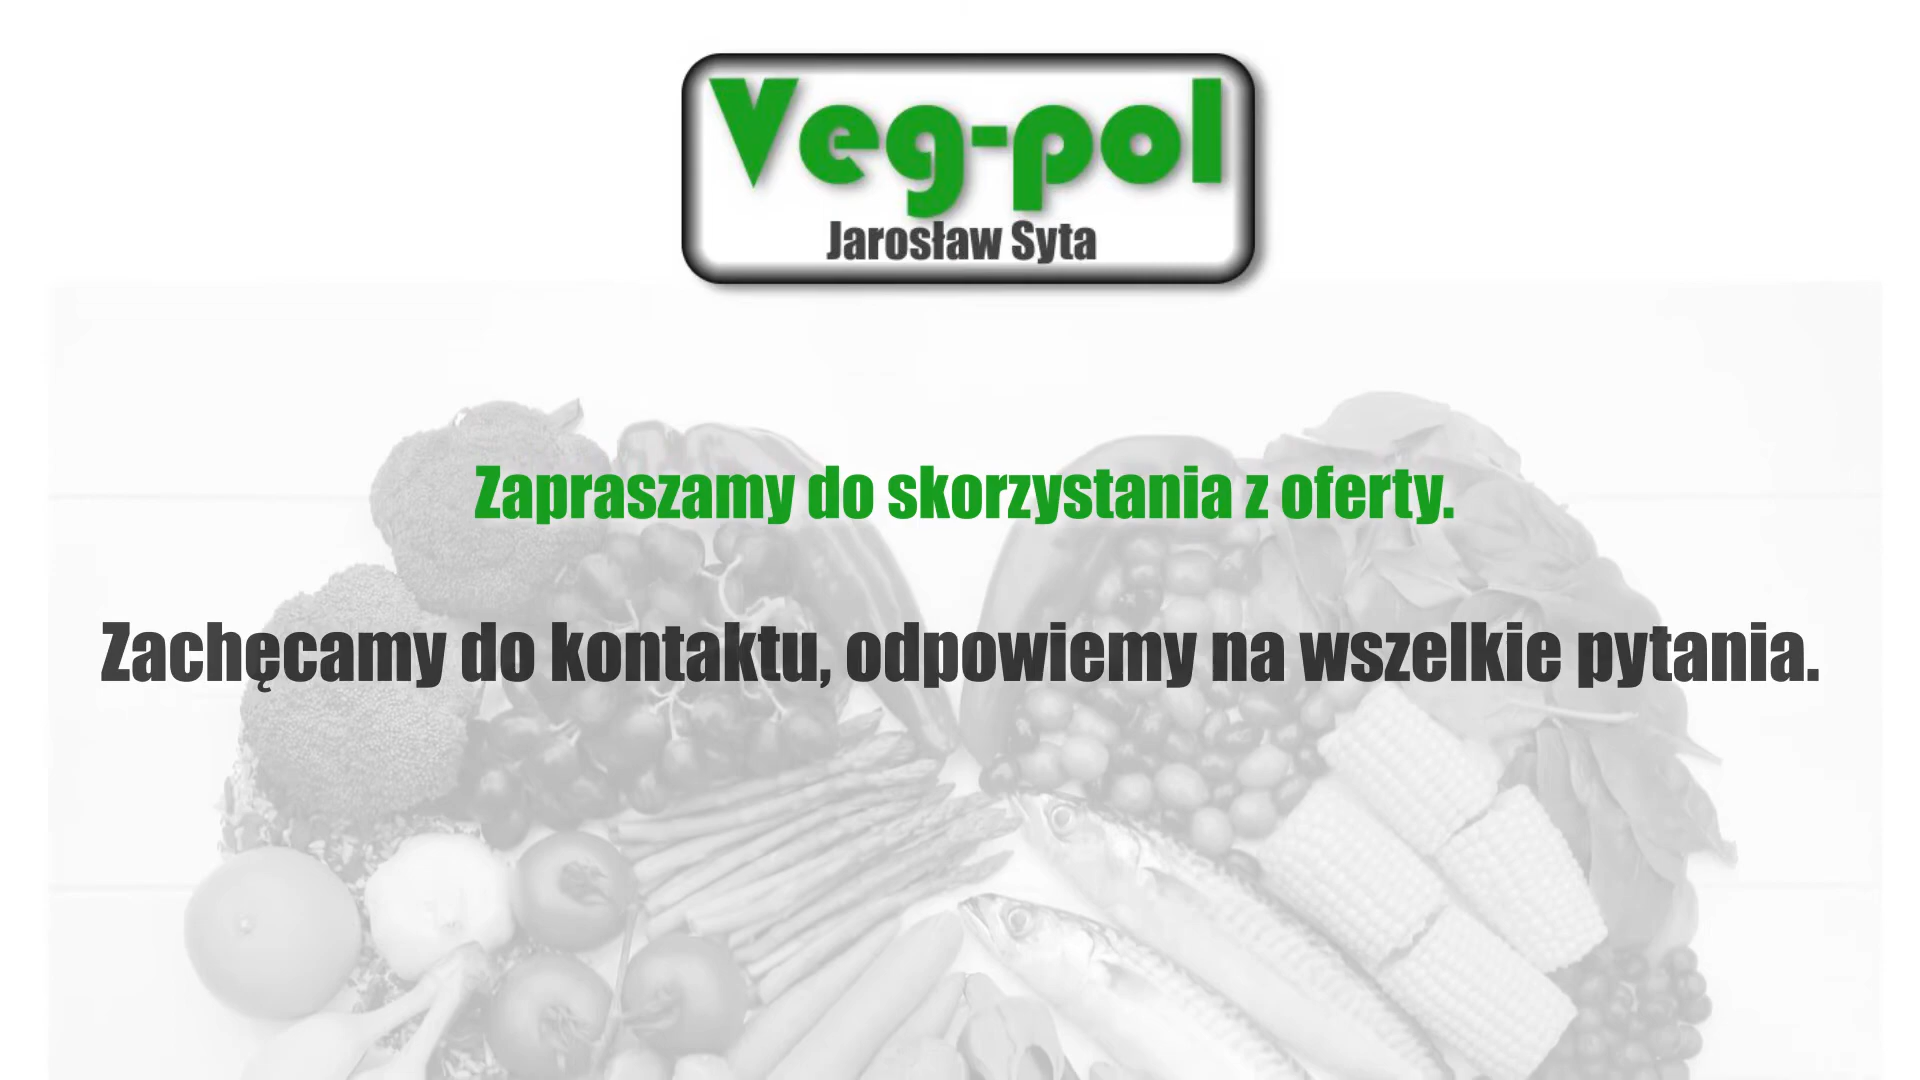 Veg-pol
Jarosław Syta
Zapraszamy do skorzystania z oferty.
Zachęcamy do kontaktu, odpowiemy na wszelkie pytania.